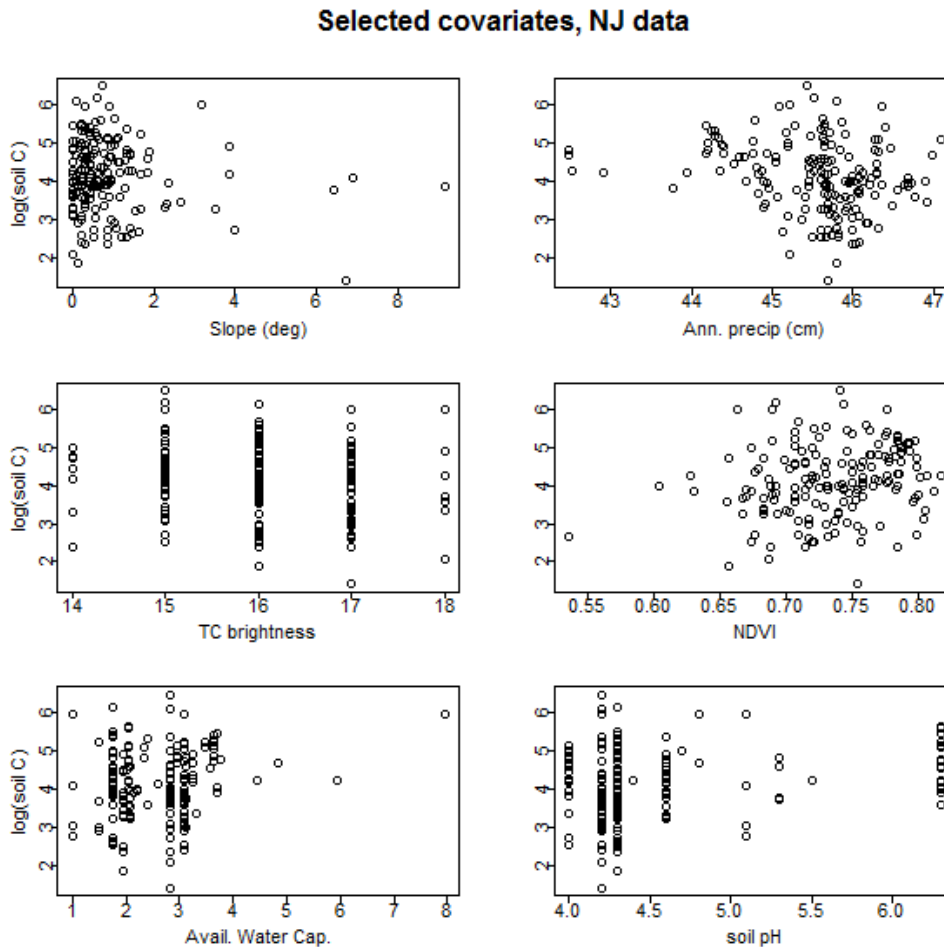 Selected covariates, NJ data
log(soil C)
2 3 4 5 6
0 2 4 6 8
Slope (deg)
43 44 45 46 47
2 3 4 5 6
Ann. precip (cm)
log(soil C)
2 3 4 5 6
14 15 16 17 18
TC brightness
2 3 4 5 6
0.55 0.60 0.65 0.70 0.75 0.80
NDVI
log(soil C)
2 3 4 5 6
1 2 3 4 5 6 7 8
Avail. Water Cap.
2 3 4 5 6
4.0 4.5 5.0 5.5 6.0
soil pH